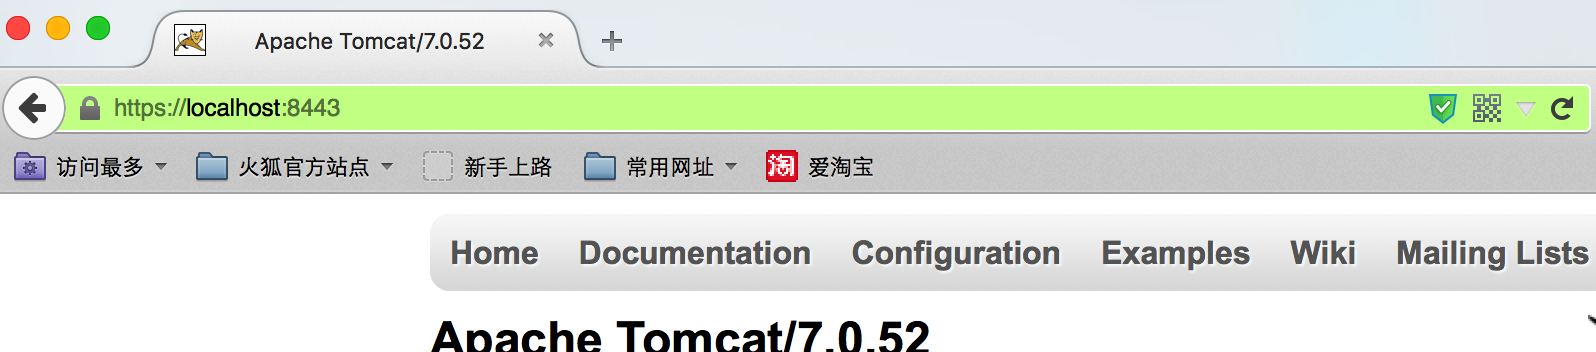 Apache Tomcat/7.0.52
https://localhost:8443
访问最多 火狐官方站点 新手上路 常用网址 淘 爱淘宝
Home Documentation Configuration Examples Wiki Mailing Lists
Apache Tomcat/7.0.52